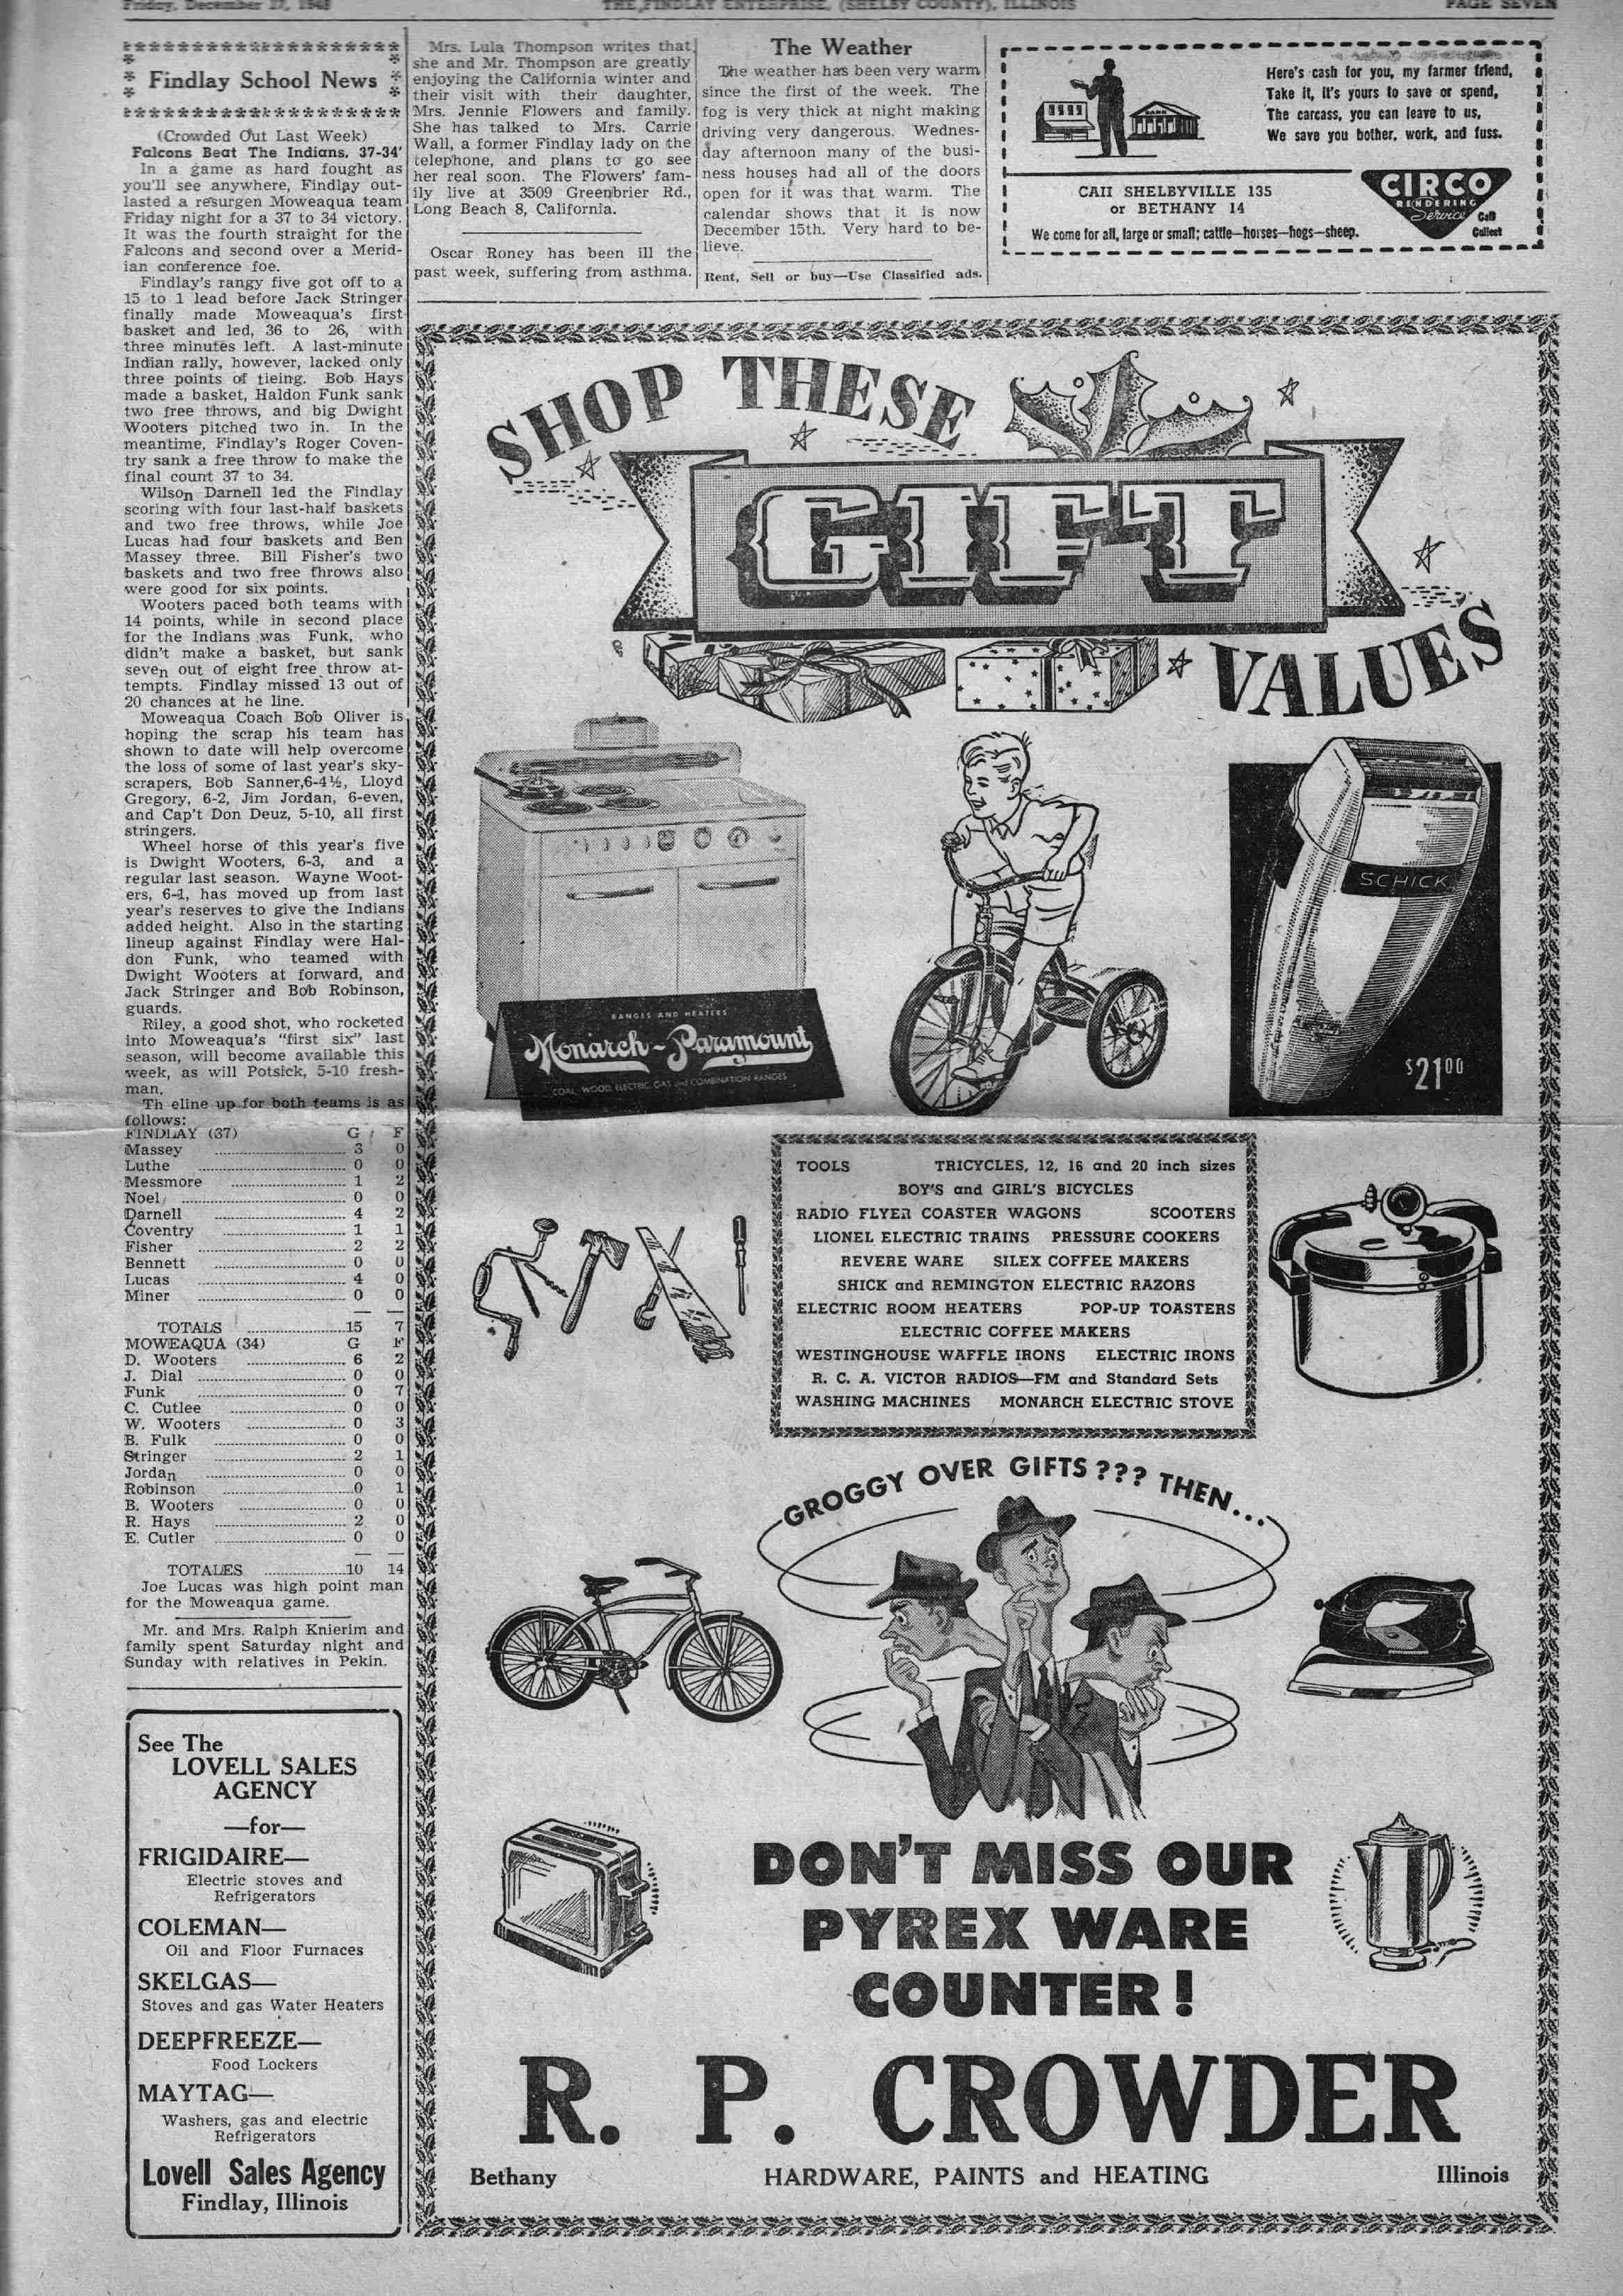 Friday, December 17, 1948
THE FINDLAY ENTERPRISE, (SHELBY COUNTY), ILLINOIS
PAGE SEVEN
Findlay School News
(Crowded Out Last Week)
Falcons Beat The Indians, 37-34'
In a game as hard fought as
you'll see anywhere, Findlay out-
lasted a resurgen Moweaqua team
Friday night for a 37 to 34 victory.
It was the fourth straight for the
Falcons and second over a Merid-
ian conference foe.
Findlay's rangy five got off to a
15 to 1 lead before Jack Stringer
finally made Moweaqua's first
basket and led, 36 to 26, with
three minutes left. A last-minute
Indian rally, however, lacked only
three points of tieing. Bob Hays
made a basket, Haldon Funk sank
two free throws, and big Dwight
Wooters pitched two in. In the
meantime, Findlay's Roger Coven-
try sank a free throw to make the
final count 37 to 34.
Wilson Darnell led the Findlay
scoring with four last-half baskets
and two free throws, while Joe
Lucas had four baskets and Ben
Massey three. Bill Fisher's two
baskets and two free throws also
were good for six points.
Wooters paced both teams with
14 points, while in second place
for the Indians was Funk, who
didn't make a basket, but sank
seven out of eight free throw at-
tempts. Findlay missed 13 out of
20 chances at he line.
Moweaqua Coach Bob Oliver is
hoping the scrap his team has
shown to date will help overcome
the loss of some of last year's sky-
scrapers, Bob Sanner,6-4½, Lloyd
Gregory, 6-2, Jim Jordan, 6-even,
and Cap't Don Deuz, 5-10, all first
stringers.
Wheel horse of this year's five
is Dwight Wooters, 6-3, and a
regular last season. Wayne Woot-
ers, 6-1, has moved up from last
year's reserves to give the Indians
added height. Also in the starting
lineup against Findlay were Hal-
don Funk, who teamed with
Dwight Wooters at forward, and
Jack Stringer and Bob Robinson,
guards.
Riley, a good shot, who rocketed
into Moweaqua's "first six" last
season, will become available this
week, as will Potsick, 5-10 fresh-
man.
Th eline up for both teams is as
follows:
FINDLAY (37) G F
Massey 3 0
Luthe 0 0
Messmore 1 2
Noel 0 0
Darnell 4 2
Coventry 1 1
Fisher 2 2
Bennett 0 0
Lucas 4 0
Miner 0 0
TOTALS 15 7
MOWEAQUA (34) G F
D. Wooters 6 2
J. Dial 0 0
Funk 0 7
C. Cutlee 0 0
W. Wooters 0 3
B. Fulk 0 0
Stringer 2 1
Jordan 0 0
Robinson 0 1
B. Wooters 0 0
R. Hays 2 0
E. Cutler 0 0
TOTALES 10 14
Joe Lucas was high point man
for the Moweaqua game.
Mr. and Mrs. Ralph Knierim and
family spent Saturday night and
Sunday with relatives in Pekin.
See The
LOVELL SALES
AGENCY
—for—
FRIGIDAIRE—
Electric stoves and
Refrigerators
COLEMAN—
Oil and Floor Furnaces
SKELGAS—
Stoves and gas Water Heaters
DEEPFREEZE—
Food Lockers
MAYTAG—
Washers, gas and electric
Refrigerators
Lovell Sales Agency
Findlay, Illinois
Mrs. Lula Thompson writes that
she and Mr. Thompson are greatly
enjoying the California winter and
their visit with their daughter,
Mrs. Jennie Flowers and family.
She has talked to Mrs. Carrie
Wall, a former Findlay lady on the
telephone, and plans to go see
her real soon. The Flowers' fam-
ily live at 3509 Greenbrier Rd.,
Long Beach 8, California.
Oscar Roney has been ill the
past week, suffering from asthma.
The Weather
The weather has been very warm
since the first of the week. The
fog is very thick at night making
driving very dangerous. Wednes-
day afternoon many of the busi-
ness houses had all of the doors
open for it was that warm. The
calendar shows that it is now
December 15th. Very hard to be-
lieve.
Rent, Sell or buy—Use Classified ads.
Here's cash for you, my farmer friend,
Take it, it's yours to save or spend,
The carcass, you can leave to us,
We save you bother, work, and fuss.
CAll SHELBYVILLE 135
or BETHANY 14
We come for all, large or small; cattle—horses—hogs—sheep.
CIRCO
RENDERING
Service
Call
Collect
SHOP THESE
GIFT
VALUES
RANGES AND HEATERS
Monarch-Paramount
COAL, WOOD, ELECTRIC, GAS and COMBINATION RANGES
SCHICK
$21 00
TOOLS TRICYCLES, 12, 16 and 20 inch sizes
BOY'S and GIRL'S BICYCLES
RADIO FLYER COASTER WAGONS SCOOTERS
LIONEL ELECTRIC TRAINS PRESSURE COOKERS
REVERE WARE SILEX COFFEE MAKERS
SHICK and REMINGTON ELECTRIC RAZORS
ELECTRIC ROOM HEATERS POP-UP TOASTERS
ELECTRIC COFFEE MAKERS
WESTINGHOUSE WAFFLE IRONS ELECTRIC IRONS
R. C. A. VICTOR RADIOS—FM and Standard Sets
WASHING MACHINES MONARCH ELECTRIC STOVE
GROGGY OVER GIFTS??? THEN...
DON'T MISS OUR
PYREX WARE
COUNTER!
R. P. CROWDER
Bethany HARDWARE, PAINTS and HEATING Illinois